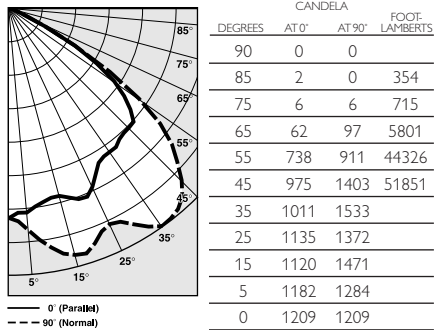 85°
75°
65°
55°
45°
35°
25°
15°
5°
0° (Parallel)
90° (Normal)
CANDELA
DEGREES AT 0° AT 90° FOOT-
LAMBERTS
90 0 0
85 2 0 354
75 6 6 715
65 62 97 5801
55 738 911 44326
45 975 1403 51851
35 1011 1533
25 1135 1372
15 1120 1471
5 1182 1284
0 1209 1209